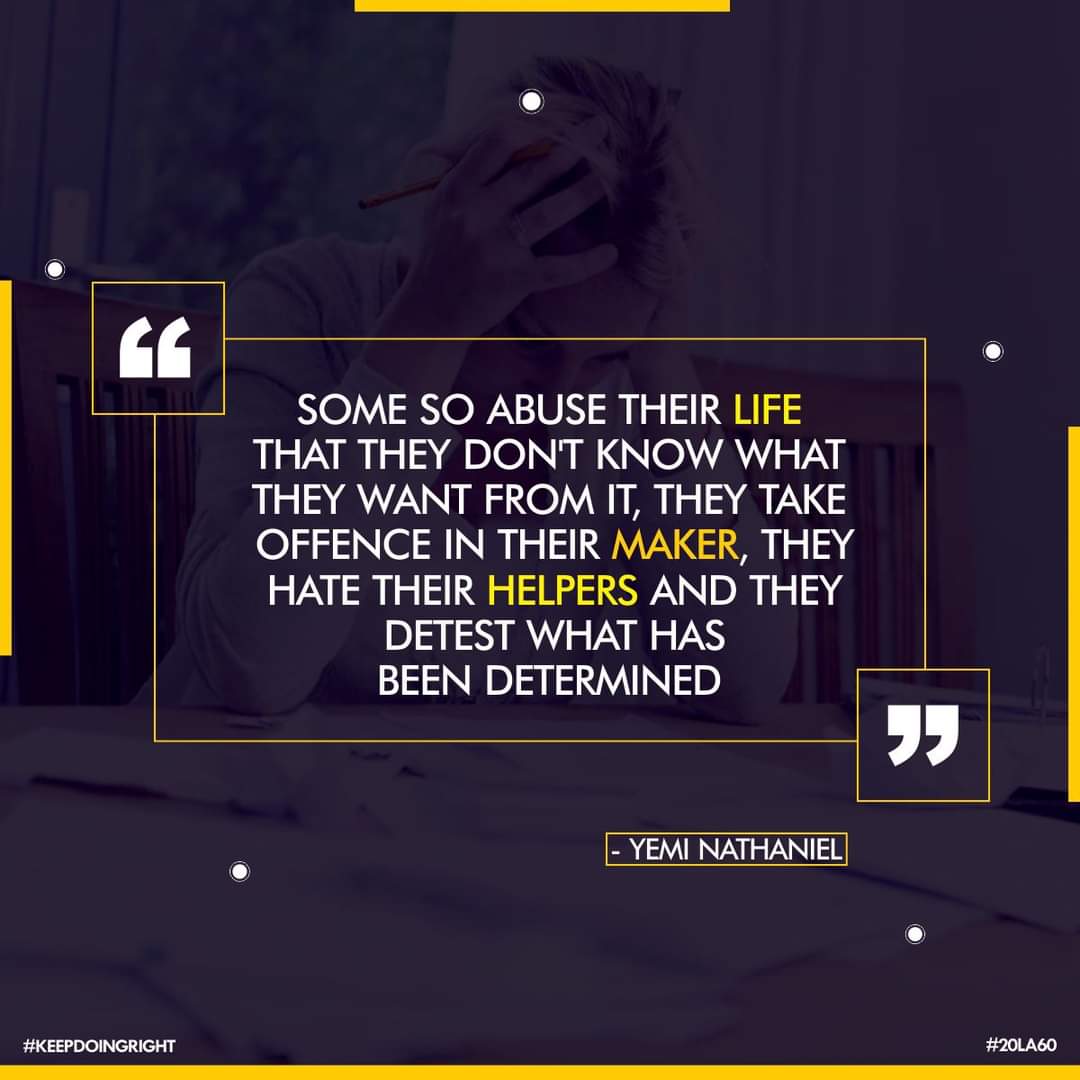 “
SOME SO ABUSE THEIR LIFE
THAT THEY DON'T KNOW WHAT
THEY WANT FROM IT, THEY TAKE
OFFENCE IN THEIR MAKER, THEY
HATE THEIR HELPERS AND THEY
DETEST WHAT HAS
BEEN DETERMINED
”
- YEMI NATHANIEL
#KEEPDOINGRIGHT
#20LA60